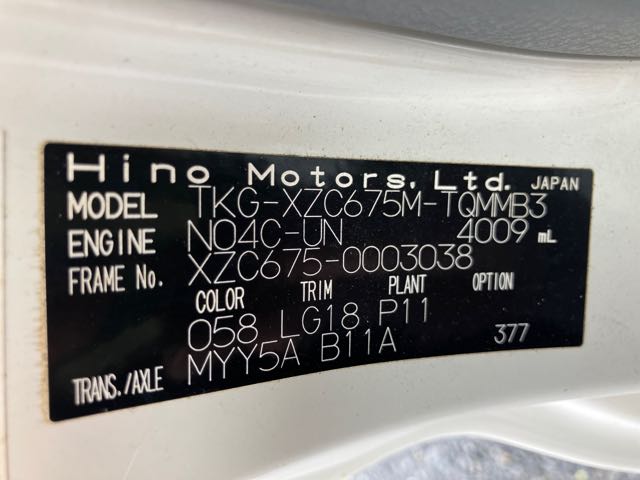 Hino Motors, Ltd. JAPAN
MODEL TKG-XZC675M-TQMMB3
ENGINE N04C-UN 4009 mL
FRAME No. XZC675-0003038
COLOR TRIM PLANT OPTION
058 LG18 P11
TRANS./AXLE MYY5A B11A 377